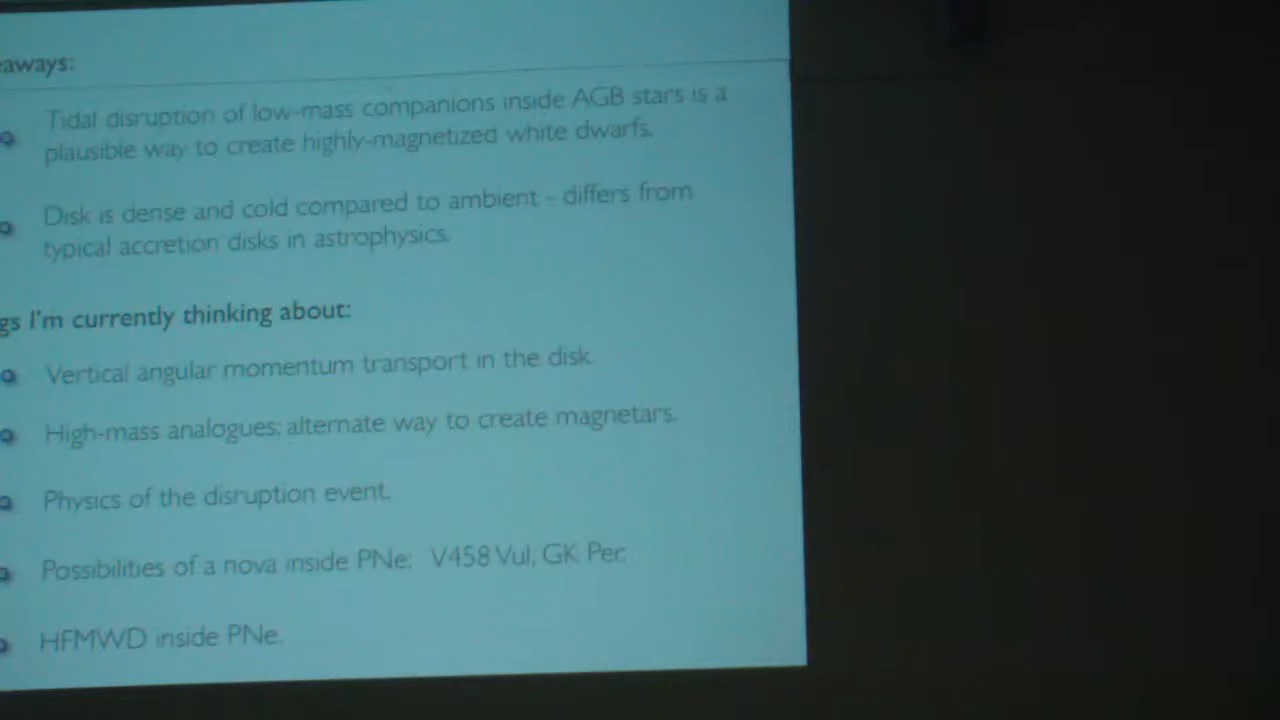 eaways:
Tidal disruption of low-mass companions inside AGB stars is a
plausible way to create highly-magnetized white dwarfs.
Disk is dense and cold compared to ambient - differs from
typical accretion disks in astrophysics.
gs I'm currently thinking about:
Vertical angular momentum transport in the disk.
High-mass analogues: alternate way to create magnetars.
Physics of the disruption event.
Possibilities of a nova inside PNe: V458 Vul, GK Per.
HFMWD inside PNe.